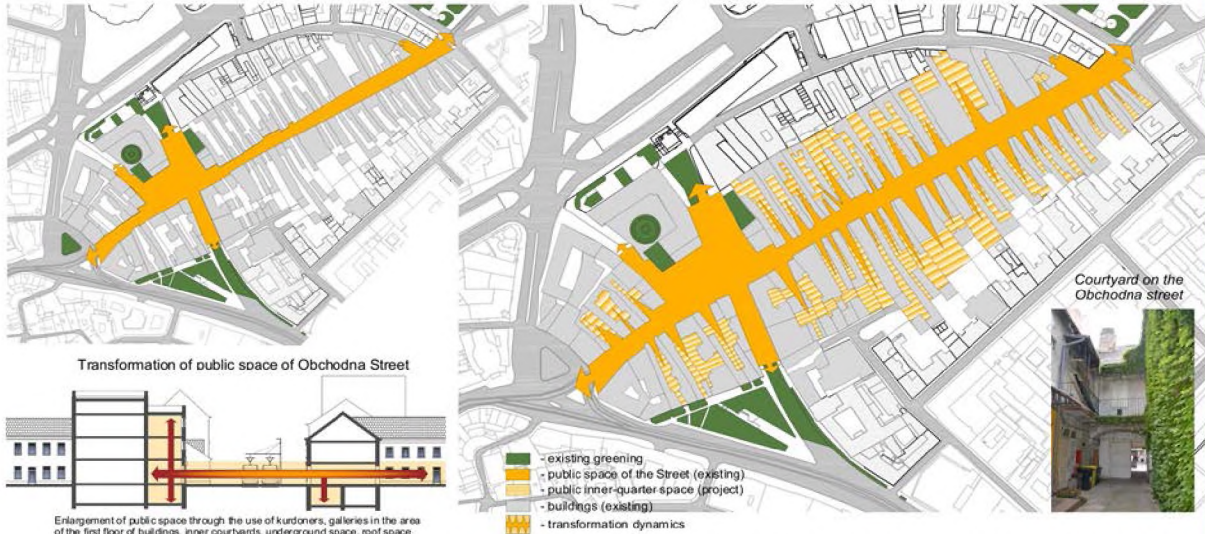 Transformation of public space of Obchodna Street
Enlargement of public space through the use of kurdoners, galleries in the area
of the first floor of buildings, inner courtyards, underground space, roof space
- existing greening
- public space of the Street (existing)
- public inner-quarter space (project)
- buildings (existing)
- transformation dynamics
Courtyard on the
Obchodna street